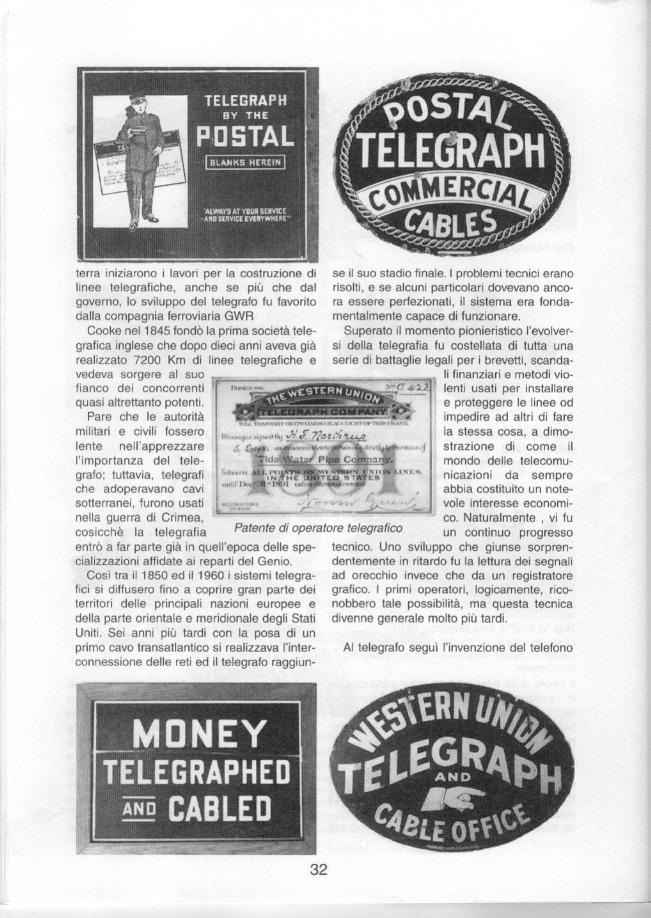 TELEGRAPH
BY THE
POSTAL
BLANKS HEREIN
"ALWAYS AT YOUR SERVICE
-AND SERVICE EVERYWHERE"
POSTAL
TELEGRAPH
COMMERCIAL
CABLES
terra iniziarono i lavori per la costruzione di
linee telegrafiche, anche se più che dal
governo, lo sviluppo del telegrafo fu favorito
dalla compagnia ferroviaria GWR
Cooke nel 1845 fondò la prima società tele-
grafica inglese che dopo dieci anni aveva già
realizzato 7200 Km di linee telegrafiche e
vedeva sorgere al suo
fianco dei concorrenti
quasi altrettanto potenti.
Pare che le autorità
militari e civili fossero
lente nell'apprezzare
l'importanza del tele-
grafo; tuttavia, telegrafi
che adoperavano cavi
sotterranei, furono usati
nella guerra di Crimea,
cosicchè la telegrafia
entrò a far parte già in quell'epoca delle spe-
cializzazioni affidate ai reparti del Genio.
Così tra il 1850 ed il 1960 i sistemi telegra-
fici si diffusero fino a coprire gran parte dei
territori delle principali nazioni europee e
della parte orientale e meridionale degli Stati
Uniti. Sei anni più tardi con la posa di un
primo cavo transatlantico si realizzava l'inter-
connessione delle reti ed il telegrafo raggiun-
THE WESTERN UNION
TELEGRAPH COMPANY
WILL TRANSMIT ON ITS LINES
Tide Water Pipe Company.
between ALL POINTS ON WESTERN UNION LINES.
IN THE UNITED STATES
until Dec. 31st 1891
1891
Patente di operatore telegrafico
se il suo stadio finale. I problemi tecnici erano
risolti, e se alcuni particolari dovevano anco-
ra essere perfezionati, il sistema era fonda-
mentalmente capace di funzionare.
Superato il momento pionieristico l'evolver-
si della telegrafia fu costellata di tutta una
serie di battaglie legali per i brevetti, scanda-
li finanziari e metodi vio-
lenti usati per installare
e proteggere le linee od
impedire ad altri di fare
la stessa cosa, a dimo-
strazione di come il
mondo delle telecomu-
nicazioni da sempre
abbia costituito un note-
vole interesse economi-
co. Naturalmente , vi fu
un continuo progresso
tecnico. Uno sviluppo che giunse sorpren-
dentemente in ritardo fu la lettura dei segnali
ad orecchio invece che da un registratore
grafico. I primi operatori, logicamente, rico-
nobbero tale possibilità, ma questa tecnica
divenne generale molto più tardi.
Al telegrafo seguì l'invenzione del telefono
MONEY
TELEGRAPHED
AND CABLED
WESTERN UNION
TELEGRAPH
AND
CABLE OFFICE
32